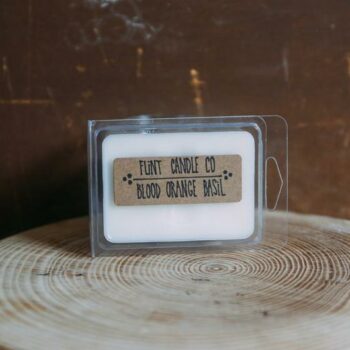 FLINT CANDLE CO
BLOOD ORANGE BASIL